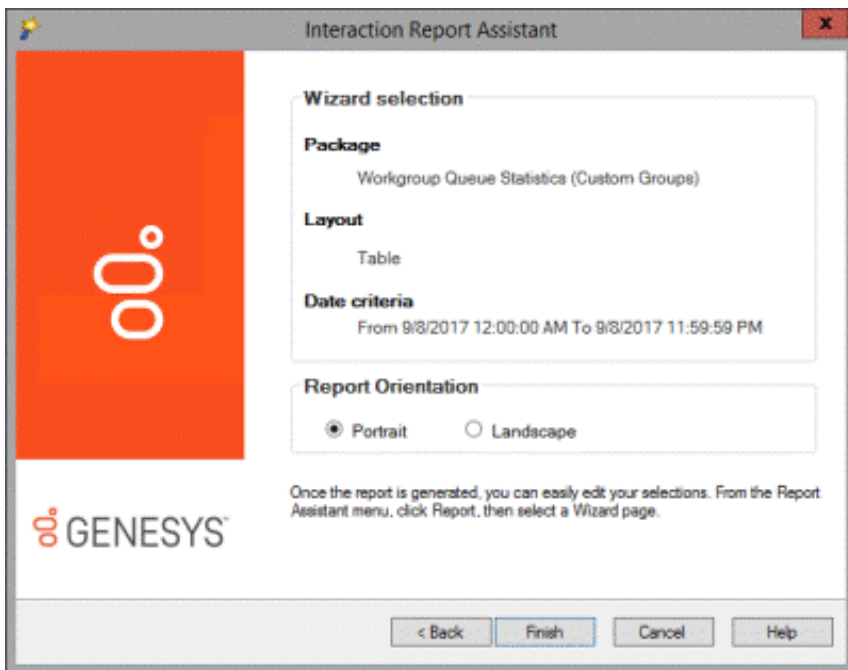 Interaction Report Assistant
x
Wizard selection
Package
Workgroup Queue Statistics (Custom Groups)
Layout
Table
Date criteria
From 9/8/2017 12:00:00 AM To 9/8/2017 11:59:59 PM
Report Orientation
Portrait
Landscape
Once the report is generated, you can easily edit your selections. From the Report
Assistant menu, click Report, then select a Wizard page.
GENESYS™
< Back
Finish
Cancel
Help